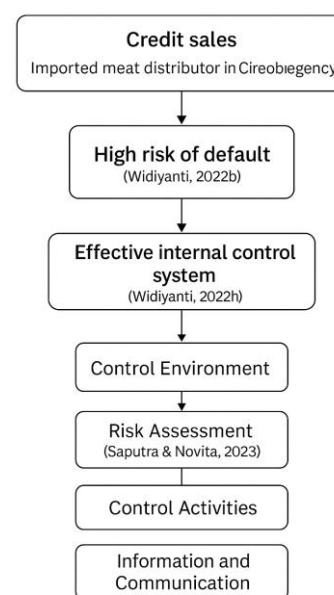 Credit sales
Imported meat distributor in Cireobıegency
High risk of default
(Widiyanti, 2022b)
Effective internal control
system
(Widiyanti, 2022h)
Control Environment
Risk Assessment
(Saputra & Novita, 2023)
Control Activities
Information and
Communication